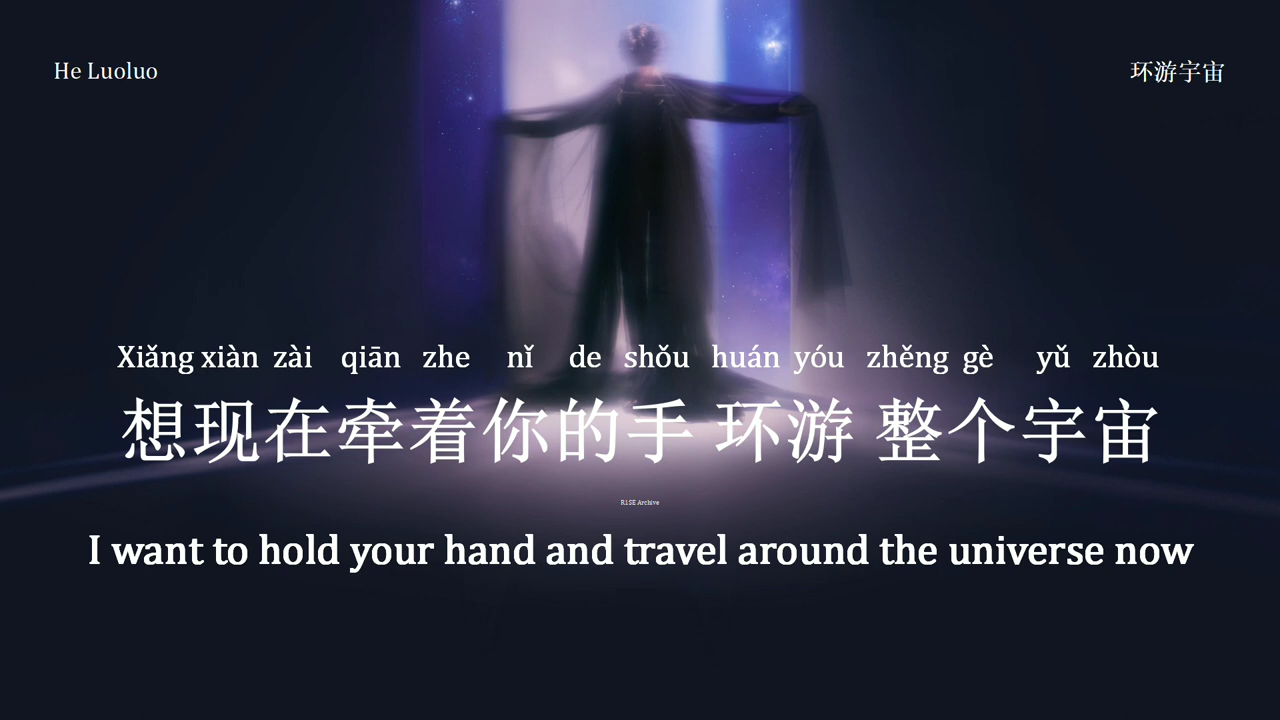 He Luoluo
环游宇宙
Xiǎng xiàn zài qiān zhe nǐ de shǒu huán yóu zhěng gè yǔ zhòu
想现在牵着你的手 环游 整个宇宙
R1SE Archive
I want to hold your hand and travel around the universe now